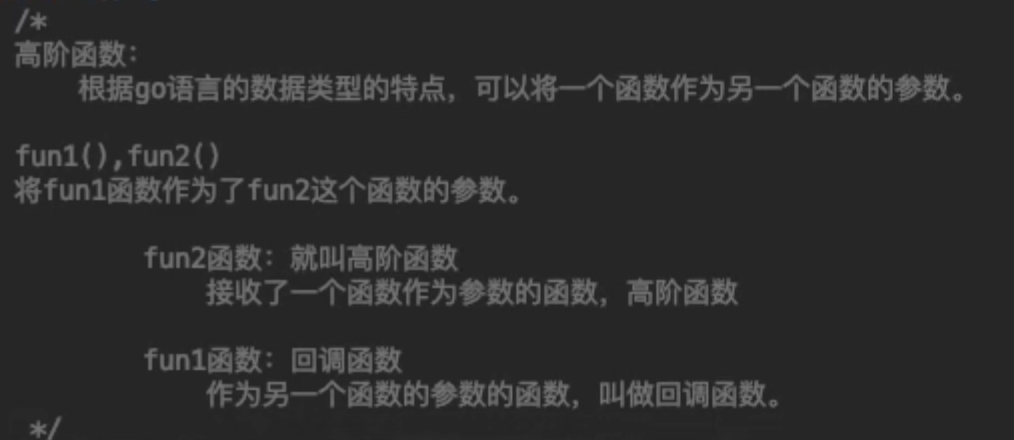 /*
高阶函数：
根据go语言的数据类型的特点，可以将一个函数作为另一个函数的参数。
fun1(),fun2()
将fun1函数作为了fun2这个函数的参数。
fun2函数：就叫高阶函数
接收了一个函数作为参数的函数，高阶函数
fun1函数：回调函数
作为另一个函数的参数的函数，叫做回调函数。
*/